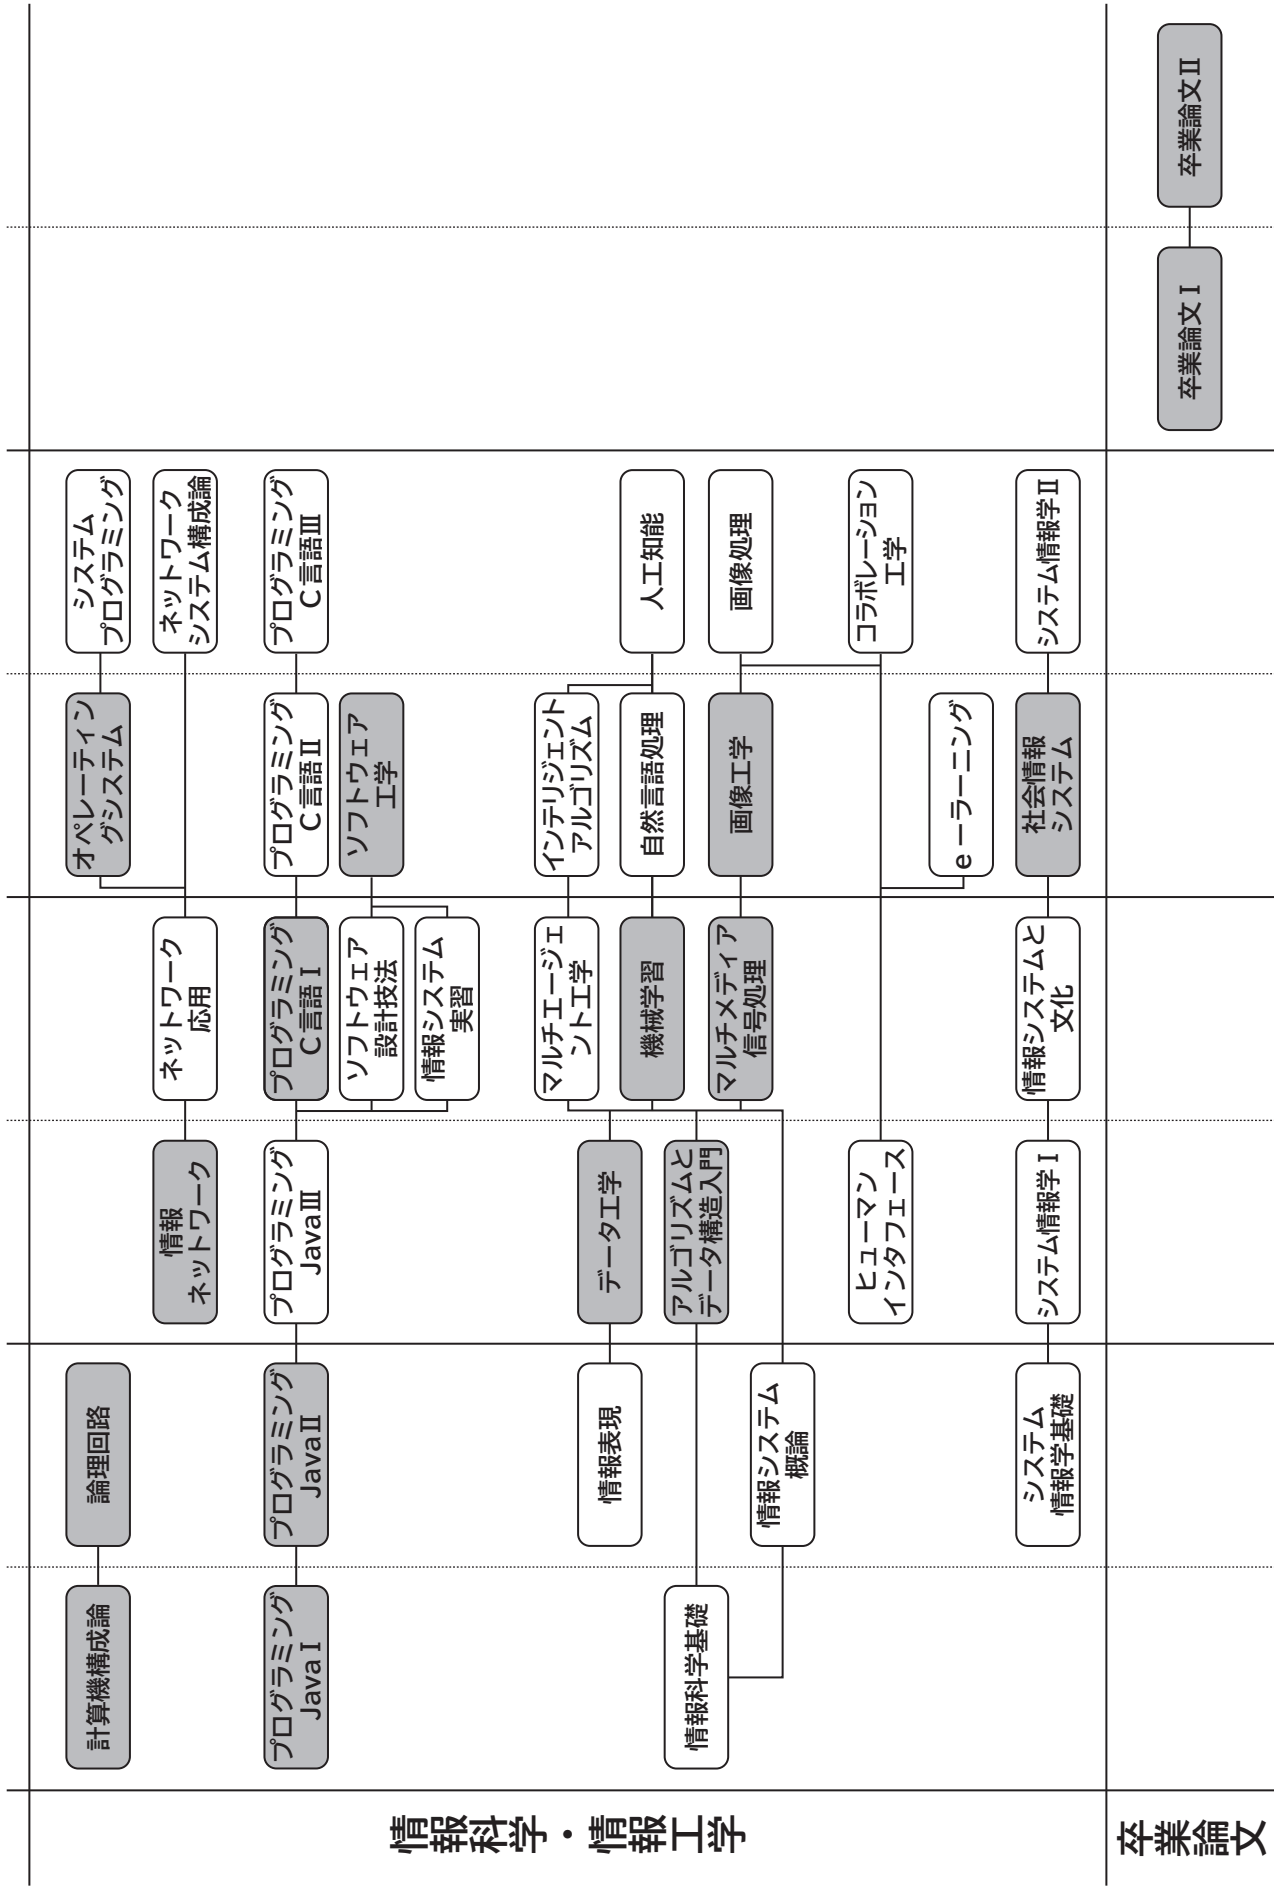 情報科学・情報工学
計算機構成論
論理回路
オペレーティン
グシステム
システム
プログラミング
情報
ネットワーク
ネットワーク
応用
ネットワーク
システム構成論
プログラミング
Java I
プログラミング
Java II
プログラミング
Java III
プログラミング
C言語 I
プログラミング
C言語 II
プログラミング
C言語 III
ソフトウェア
設計技法
ソフトウェア
工学
情報システム
実習
マルチエージェ
ント工学
インテリジェント
アルゴリズム
情報表現
データ工学
機械学習
自然言語処理
人工知能
情報科学基礎
アルゴリズムと
データ構造入門
マルチメディア
信号処理
画像工学
画像処理
情報システム
概論
ヒューマン
インタフェース
コラボレーション
工学
eーラーニング
システム
情報学基礎
システム情報学 I
情報システムと
文化
社会情報
システム
システム情報学 II
卒業論文
卒業論文 I
卒業論文 II